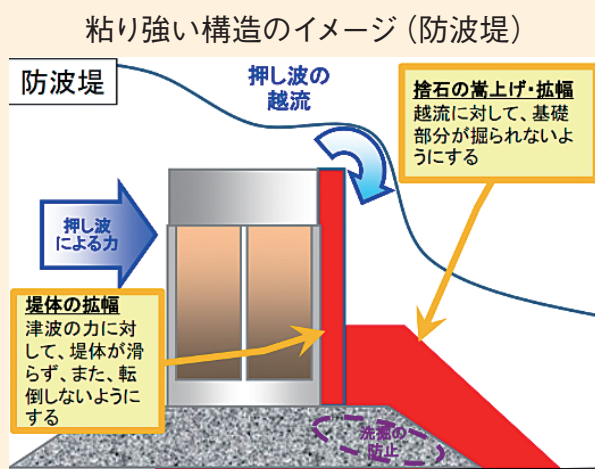 粘り強い構造のイメージ（防波堤）
防波堤
押し波の
越流
捨石の嵩上げ・拡幅
越流に対して、基礎
部分が掘られないよ
うにする
押し波
による力
堤体の拡幅
津波の力に対
して、堤体が滑
らず、また、転
倒しないように
する
洗掘の
防止